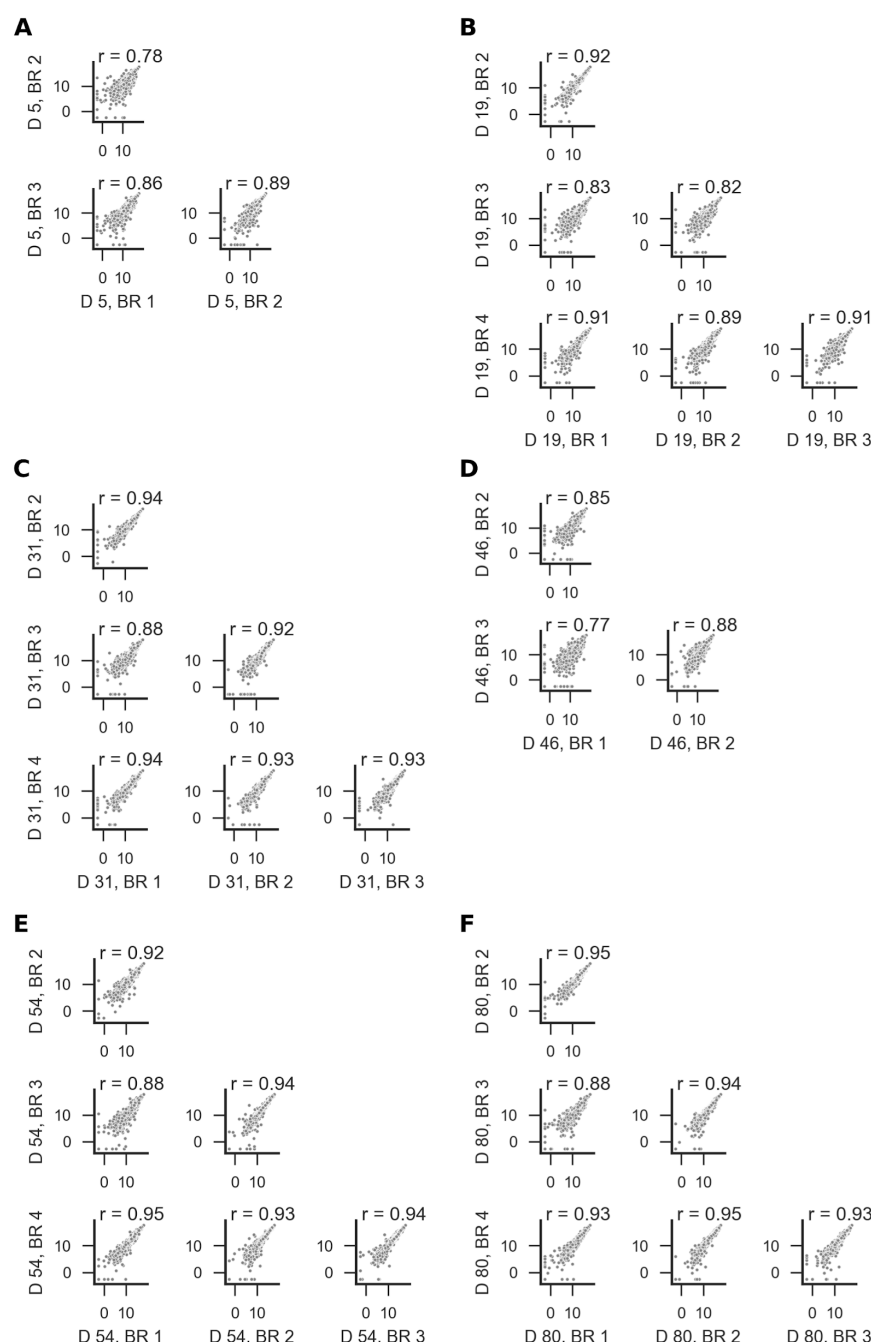 A
r = 0.78
D 5, BR 2
10
0
0 10
r = 0.86
r = 0.89
D 5, BR 3
10
0
10
0
0 10
0 10
D 5, BR 1
D 5, BR 2
B
r = 0.92
D 19, BR 2
10
0
0 10
r = 0.83
r = 0.82
D 19, BR 3
10
0
10
0
0 10
0 10
r = 0.91
r = 0.89
r = 0.91
D 19, BR 4
10
0
10
0
10
0
0 10
0 10
0 10
D 19, BR 1
D 19, BR 2
D 19, BR 3
C
r = 0.94
D 31, BR 2
10
0
0 10
r = 0.88
r = 0.92
D 31, BR 3
10
0
10
0
0 10
0 10
r = 0.94
r = 0.93
r = 0.93
D 31, BR 4
10
0
10
0
10
0
0 10
0 10
0 10
D 31, BR 1
D 31, BR 2
D 31, BR 3
D
r = 0.85
D 46, BR 2
10
0
0 10
r = 0.77
r = 0.88
D 46, BR 3
10
0
10
0
0 10
0 10
D 46, BR 1
D 46, BR 2
E
r = 0.92
D 54, BR 2
10
0
0 10
r = 0.88
r = 0.94
D 54, BR 3
10
0
10
0
0 10
0 10
r = 0.95
r = 0.93
r = 0.94
D 54, BR 4
10
0
10
0
10
0
0 10
0 10
0 10
D 54, BR 1
D 54, BR 2
D 54, BR 3
F
r = 0.95
D 80, BR 2
10
0
0 10
r = 0.88
r = 0.94
D 80, BR 3
10
0
10
0
0 10
0 10
r = 0.93
r = 0.95
r = 0.93
D 80, BR 4
10
0
10
0
10
0
0 10
0 10
0 10
D 80, BR 1
D 80, BR 2
D 80, BR 3